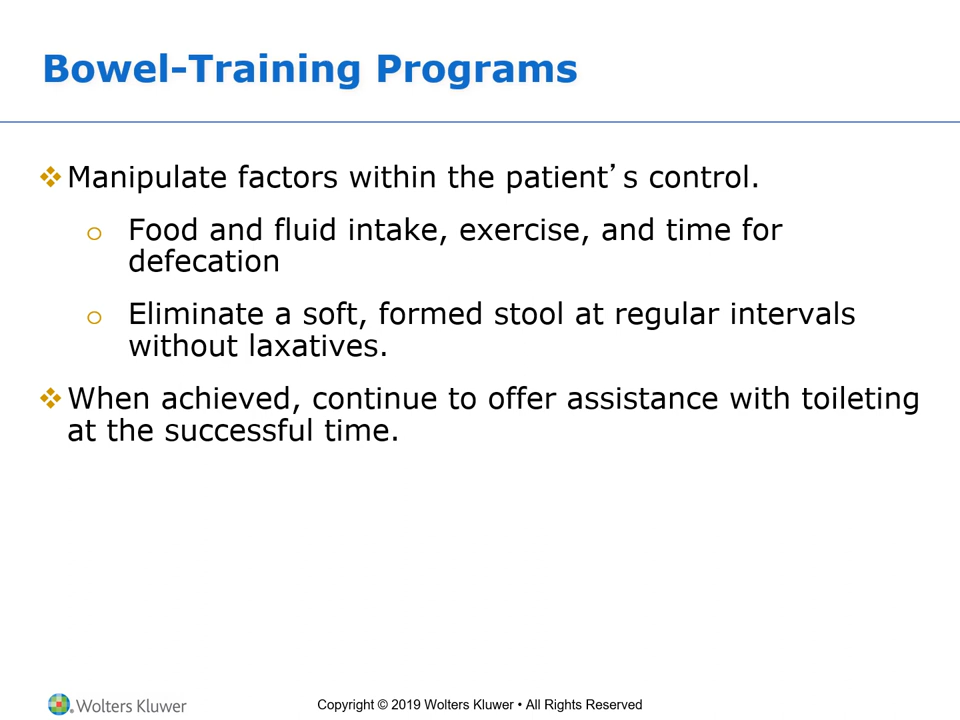 Bowel-Training Programs
❖Manipulate factors within the patient’s control.
o Food and fluid intake, exercise, and time for
defecation
o Eliminate a soft, formed stool at regular intervals
without laxatives.
❖When achieved, continue to offer assistance with toileting
at the successful time.
Wolters Kluwer
Copyright © 2019 Wolters Kluwer • All Rights Reserved